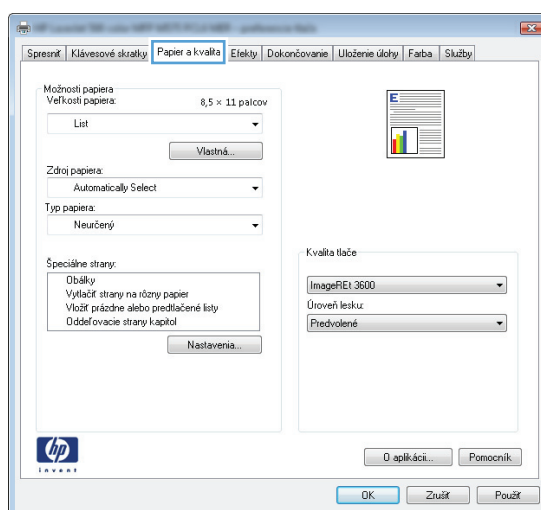 Spresniť Klávesové skratky Papier a kvalita Efekty Dokončovanie Uloženie úlohy Farba Služby
Možnosti papiera
Veľkosti papiera: 8,5 × 11 palcov
List
Vlastná...
Zdroj papiera:
Automatically Select
Typ papiera:
Neurčený
Špeciálne strany:
Obálky
Vytlačiť strany na rôzny papier
Vložiť prázdne alebo predtlačené listy
Oddeľovacie strany kapitol
Nastavenia...
E
Kvalita tlače
ImageREt 3600
Úroveň lesku:
Predvolené
hp
invent
O aplikácii... Pomocník
OK Zrušiť Použiť